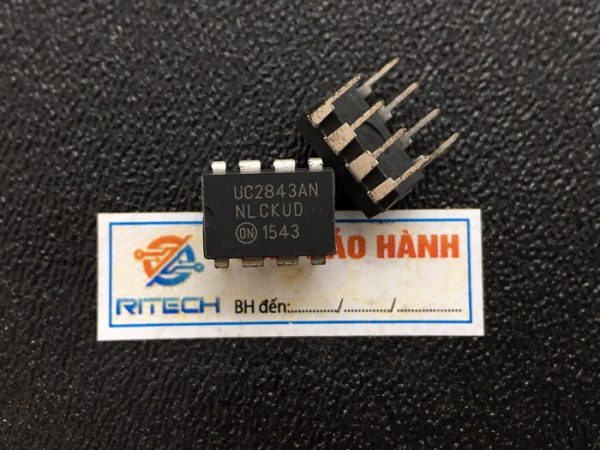 UC2843AN
NLCKUD
ON 1543
ẢO HÀNH
RITECH
BH đến:............/............/................